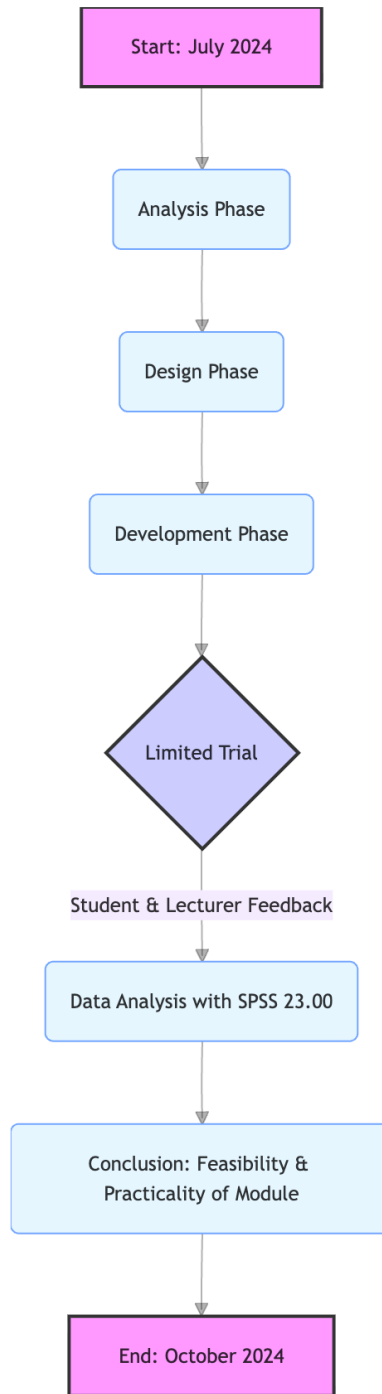 Start: July 2024
Analysis Phase
Design Phase
Development Phase
Limited Trial
Student & Lecturer Feedback
Data Analysis with SPSS 23.00
Conclusion: Feasibility &
Practicality of Module
End: October 2024